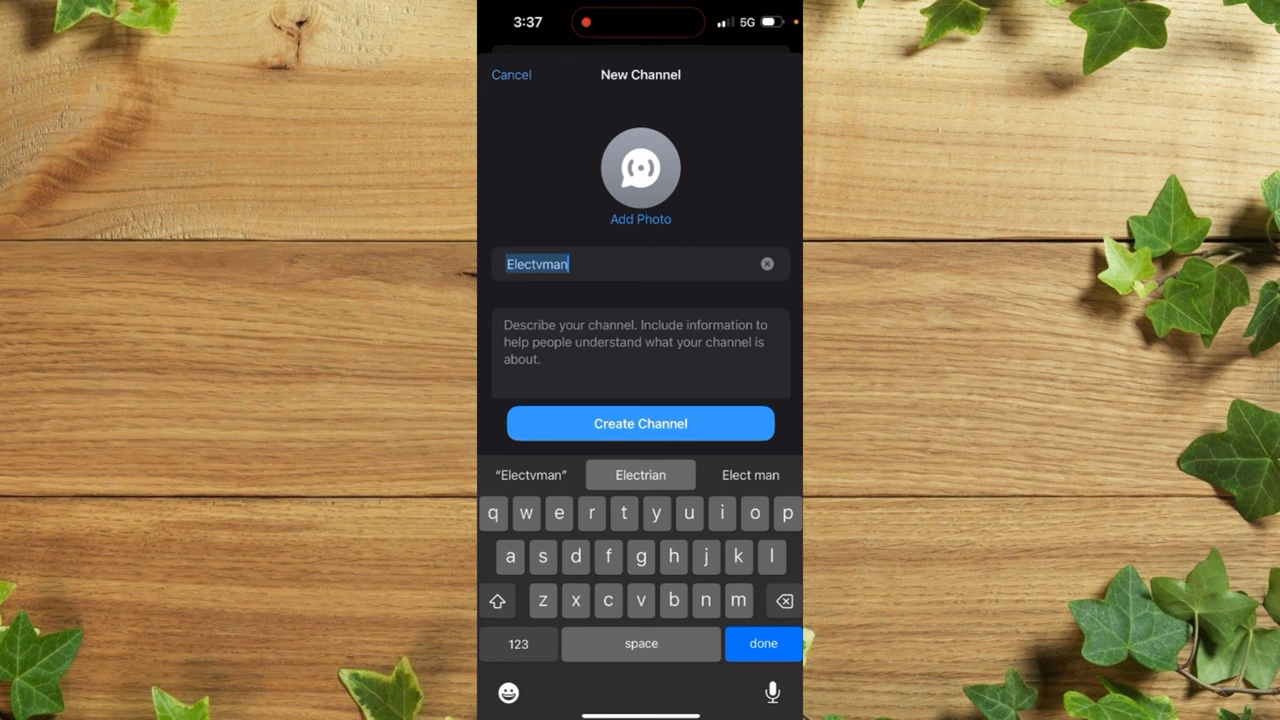 3:37 5G
Cancel New Channel
Add Photo
Electvman
Describe your channel. Include information to
help people understand what your channel is
about.
Create Channel
“Electvman” Electrian Elect man
q w e r t y u i o p
a s d f g h j k l
z x c v b n m
123 space done